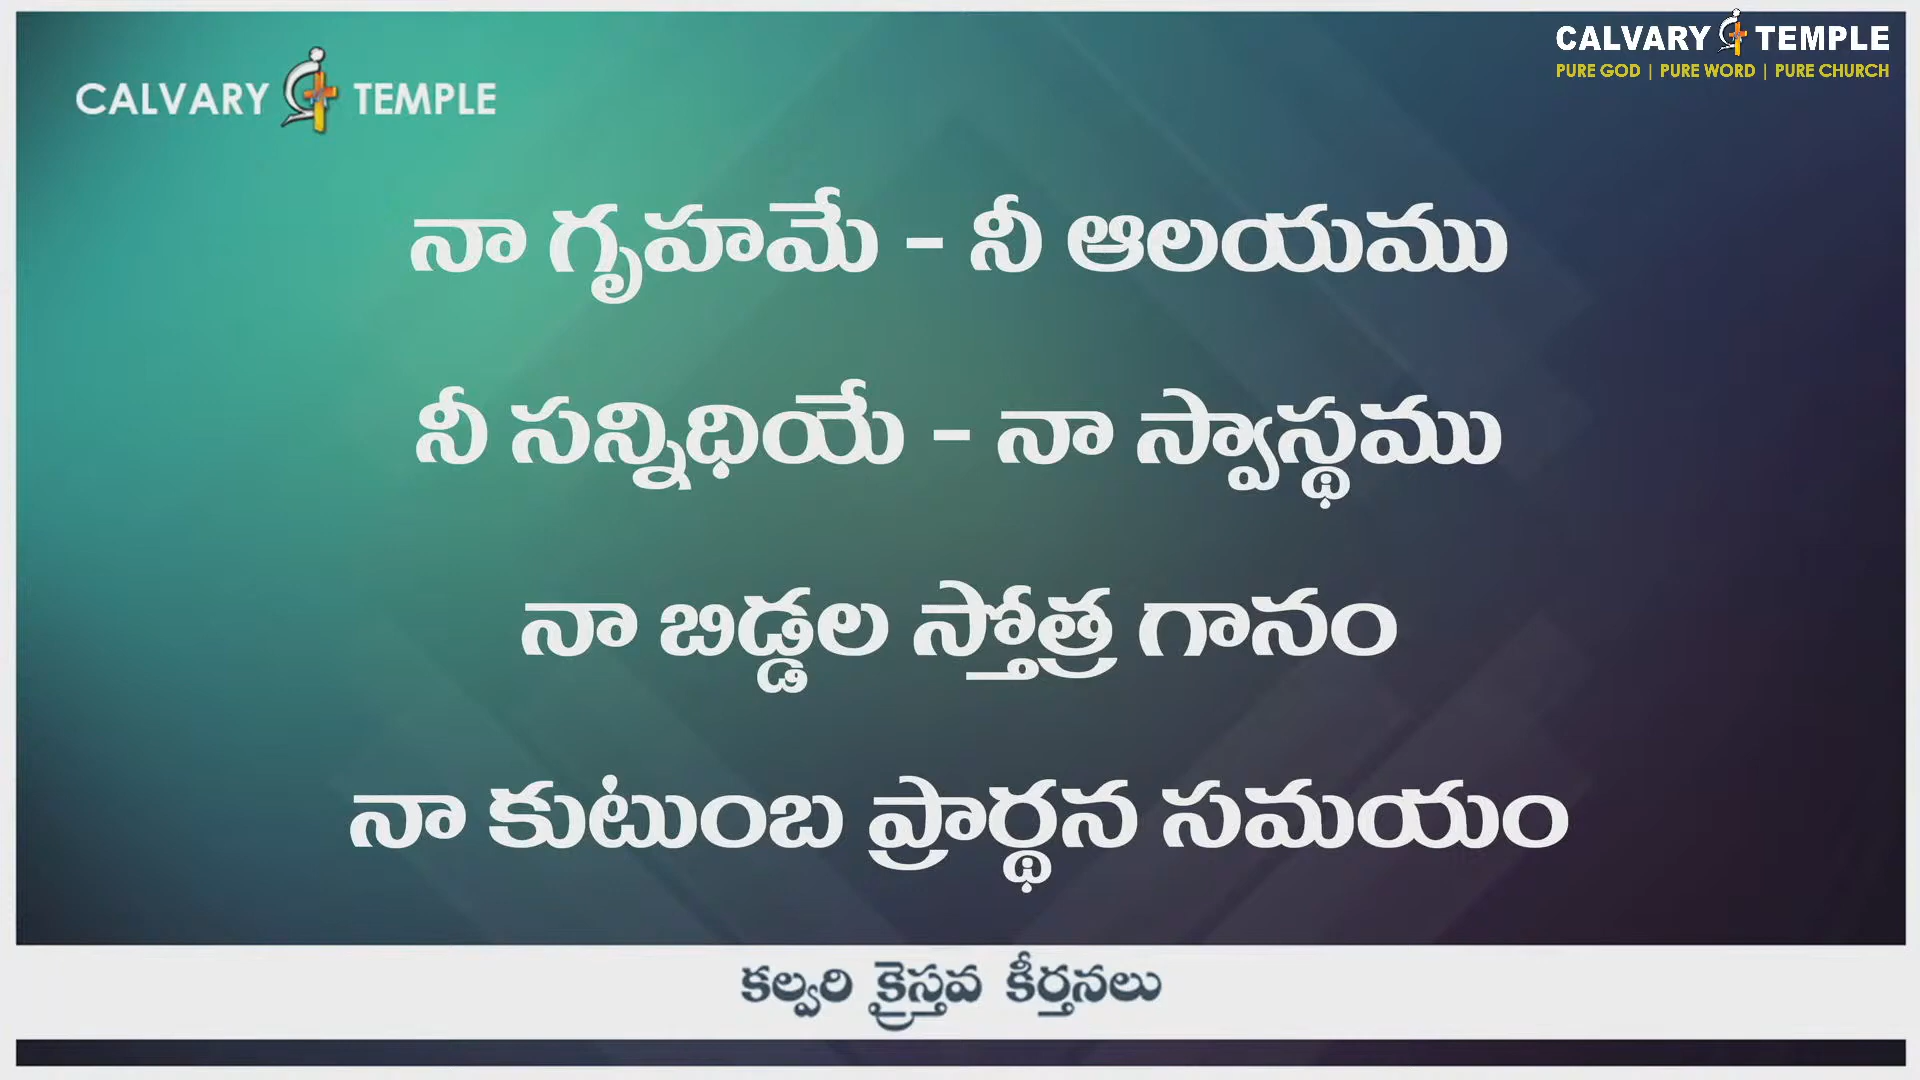 CALVARY TEMPLE
CALVARY TEMPLE
PURE GOD | PURE WORD | PURE CHURCH
నా గృహమే - నీ ఆలయము
నీ సన్నిధియే - నా స్వాస్థము
నా బిడ్డల స్తోత్ర గానం
నా కుటుంబ ప్రార్థన సమయం
కల్వరి క్రైస్తవ కీర్తనలు